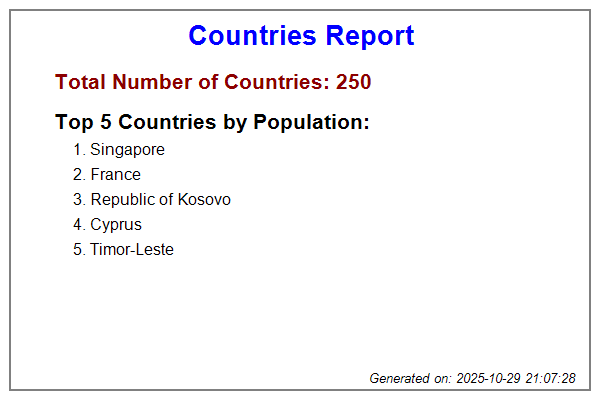 Countries Report
Total Number of Countries: 250
Top 5 Countries by Population:
1. Singapore
2. France
3. Republic of Kosovo
4. Cyprus
5. Timor-Leste
Generated on: 2025-10-29 21:07:28